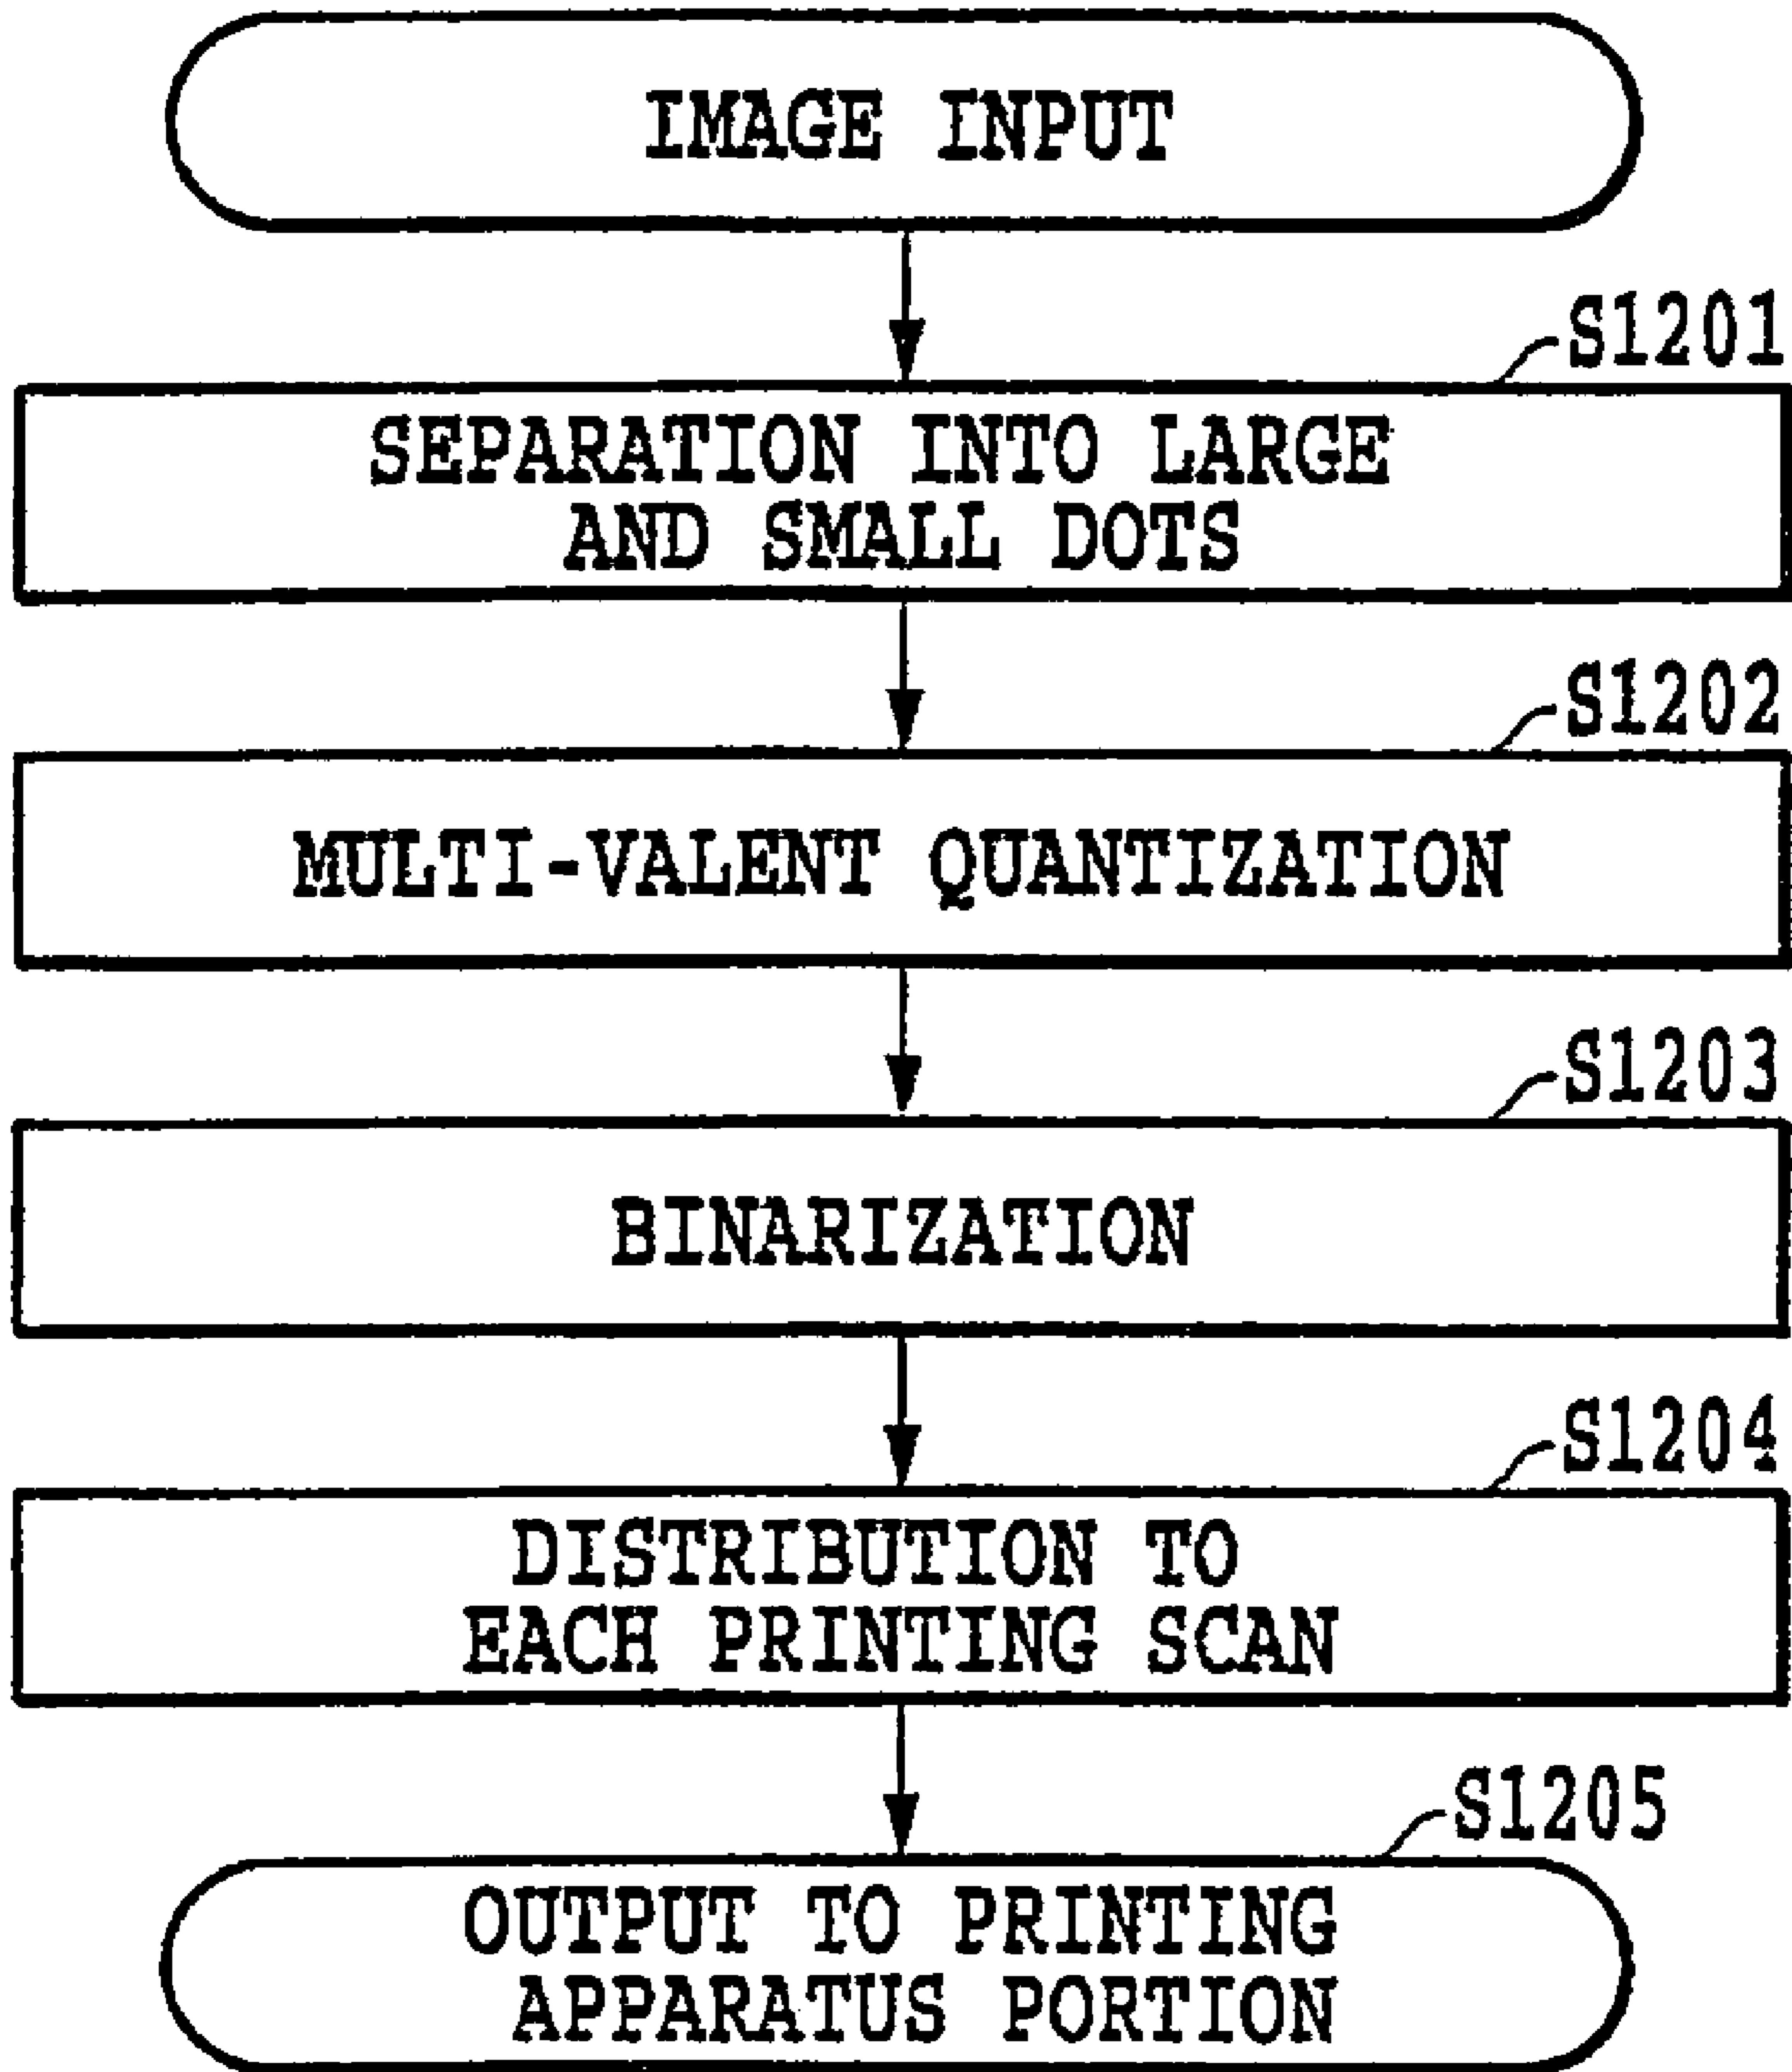 IMAGE INPUT
S1201
SEPARATION INTO LARGE
AND SMALL DOTS
S1202
MULTI-VALENT QUANTIZATION
S1203
BINARIZATION
S1204
DISTRIBUTION TO
EACH PRINTING SCAN
S1205
OUTPUT TO PRINTING
APPARATUS PORTION